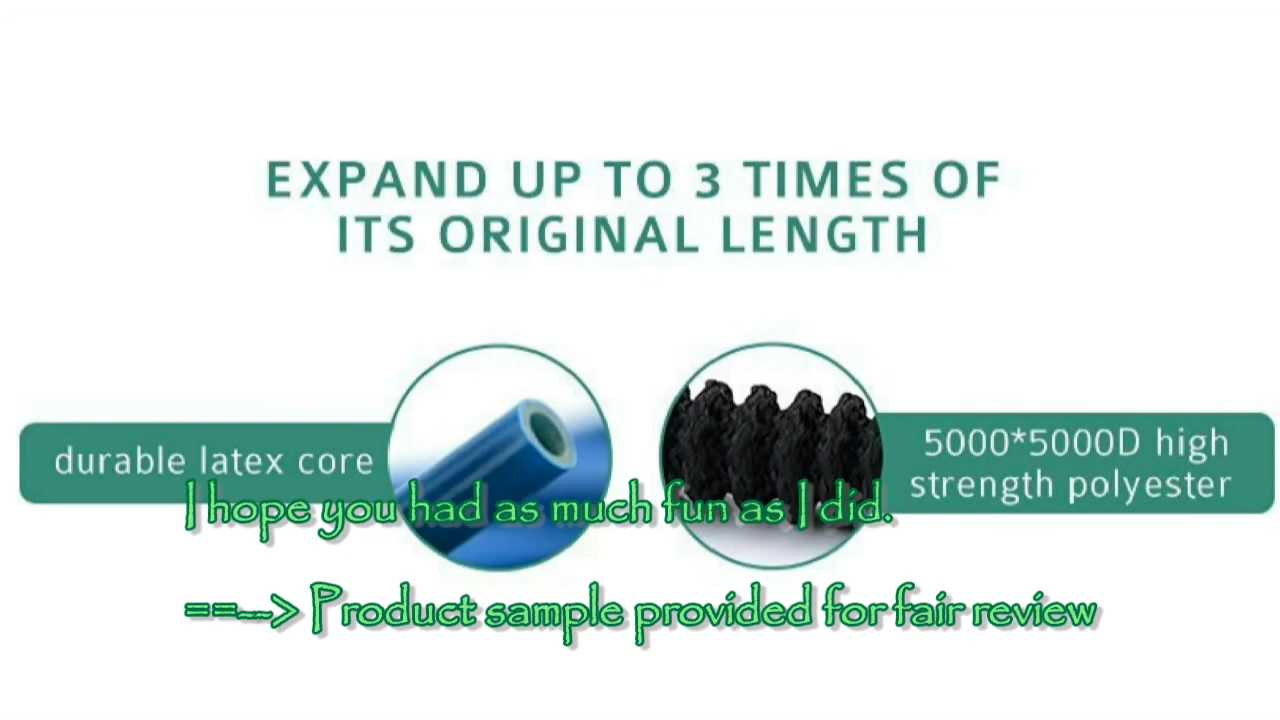 EXPAND UP TO 3 TIMES OF
ITS ORIGINAL LENGTH
durable latex core
5000*5000D high
strength polyester
I hope you had as much fun as I did.
==--> Product sample provided for fair review